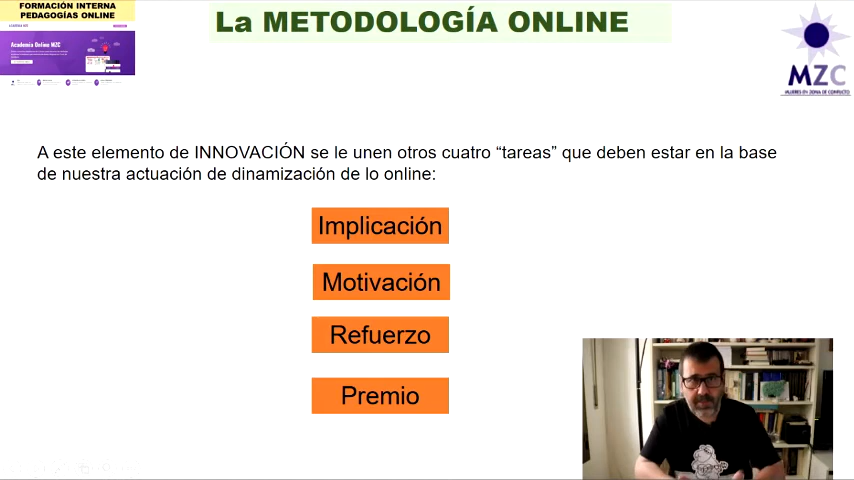 FORMACIÓN INTERNA
PEDAGOGÍAS ONLINE
La METODOLOGÍA ONLINE
Academia Online MZC
MZC
MUJERES EN ZONA DE CONFLICTO
A este elemento de INNOVACIÓN se le unen otros cuatro “tareas” que deben estar en la base
de nuestra actuación de dinamización de lo online:
Implicación
Motivación
Refuerzo
Premio